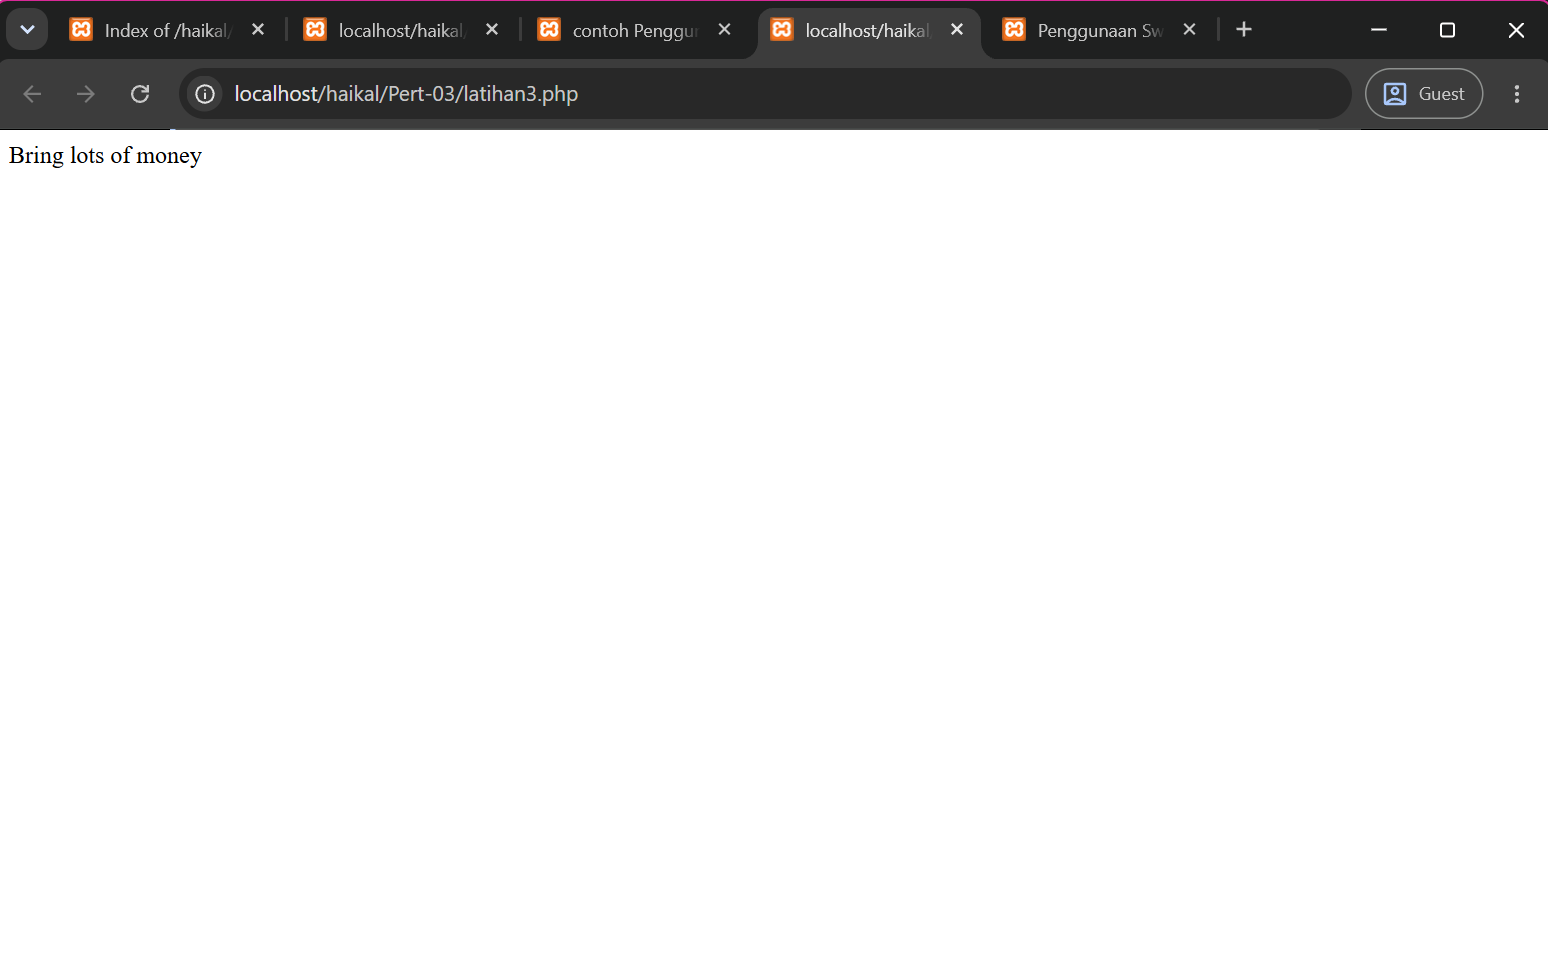 Index of /haikal/
localhost/haikal/
contoh Penggun
localhost/haikal/
Penggunaan Sw
localhost/haikal/Pert-03/latihan3.php
Guest
Bring lots of money